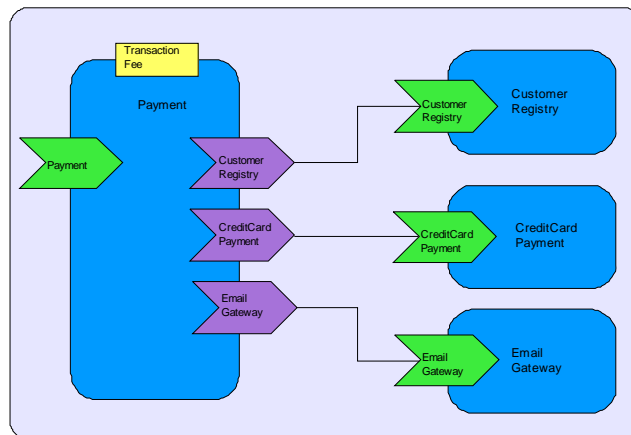 Transaction
Fee
Payment
Payment
Customer
Registry
CreditCard
Payment
Email
Gateway
Customer
Registry
Customer
Registry
CreditCard
Payment
CreditCard
Payment
Email
Gateway
Email
Gateway